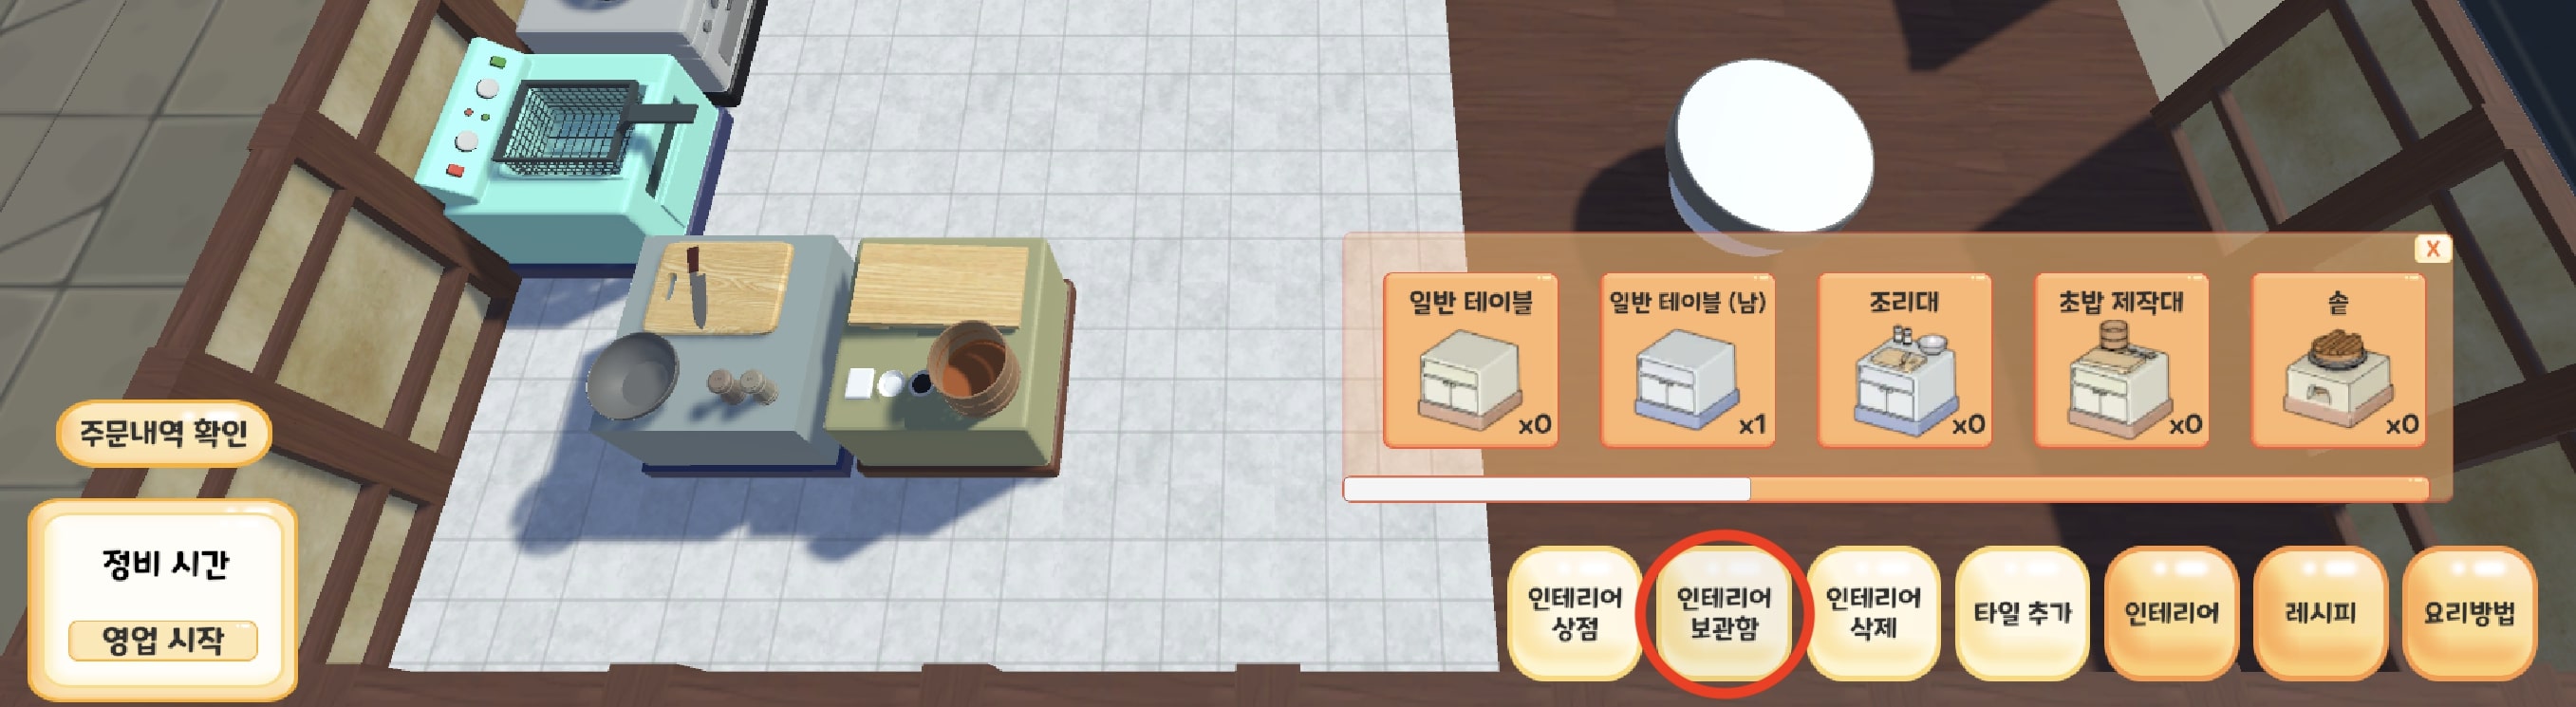 X
일반 테이블
x0
일반 테이블 (남)
x1
조리대
x0
초밥 제작대
x0
솥
x0
주문내역 확인
정비 시간
영업 시작
인테리어
상점
인테리어
보관함
인테리어
삭제
타일 추가
인테리어
레시피
요리방법